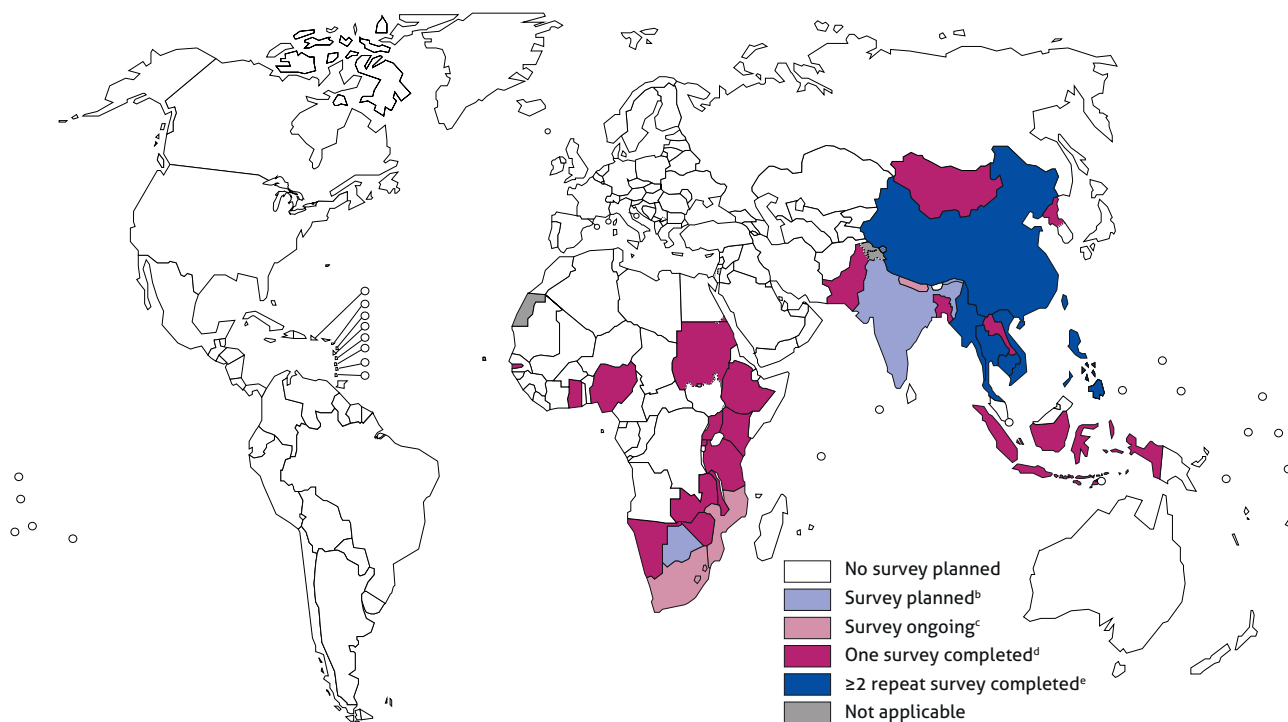 No survey planned
Survey plannedᵇ
Survey ongoingᶜ
One survey completedᵈ
≥2 repeat survey completedᵉ
Not applicable